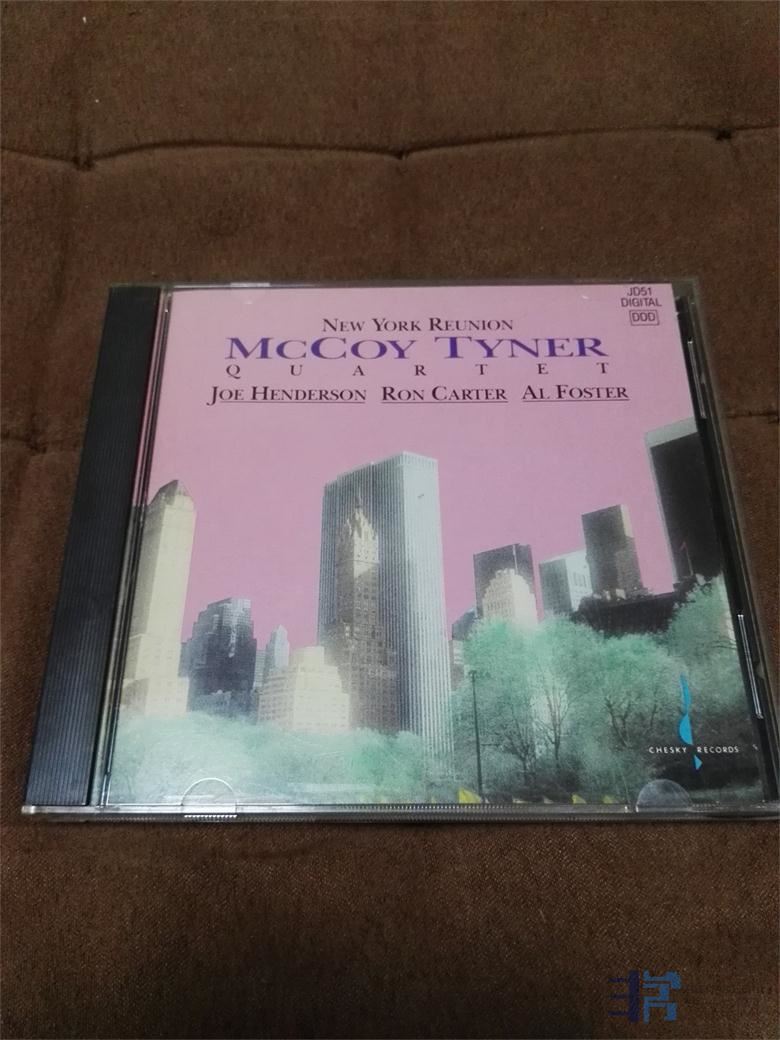 JD51
DIGITAL
DDD
NEW YORK REUNION
MCCOY TYNER
QUARTET
JOE HENDERSON RON CARTER AL FOSTER
CHESKY RECORDS